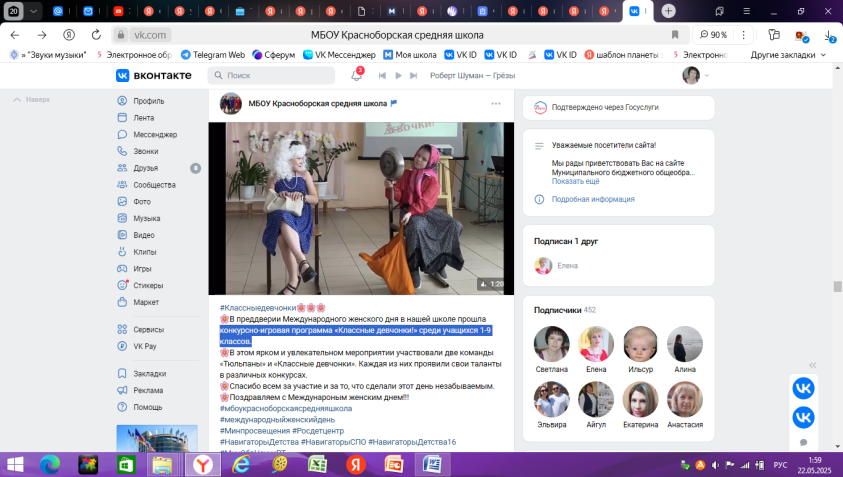 20
МБОУ Красноборская средняя школа
vk.com
90%
2
» "Звуки музыки"
Электронное обр
Telegram Web
Сферум
VK Мессенджер
Моя школа
VK ID
VK ID
VK ID
шаблон планеты
Электронно
Другие закладки
ВКОНТАКТЕ
Поиск
3
Роберт Шуман — Грёзы
Наверх
Профиль
Лента
Мессенджер
Звонки
Друзья
8
Сообщества
Фото
Музыка
Видео
Клипы
Игры
Стикеры
Маркет
Сервисы
VK Pay
Закладки
Реклама
Помощь
МБОУ Красноборская средняя школа
1:20
#Классныедевчонки
В преддверии Международного женского дня в нашей школе прошла
конкурсно-игровая программа «Классные девчонки!» среди учащихся 1-9
классов.
В этом ярком и увлекательном мероприятии участвовали две команды
«Тюльпаны» и «Классные девчонки». Каждая из них проявили свои таланты
в различных конкурсах.
Спасибо всем за участие и за то, что сделали этот день незабываемым.
Поздравляем с Международным женским днем!!!
#мбоукрасноборскаясредняяшкола
#международныйженскийдень
#Минпросвещения #Росдетцентр
#НавигаторыДетства #НавигаторыСПО #НавигаторыДетства16
Подтверждено через Госуслуги
Уважаемые посетители сайта!
Мы рады приветствовать Вас на сайте
Муниципального бюджетного общеобра...
Показать ещё
Подробная информация
Подписан 1 друг
Елена
Подписчики 452
Светлана Елена Ильсур Алина
Эльвира Айгул Екатерина Анастасия
РУС
1:59
22.05.2025